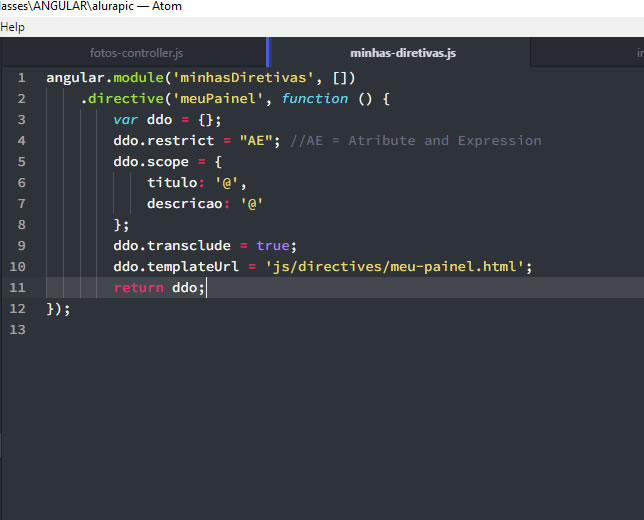 lasses\ANGULAR\alurapic — Atom
Help
fotos-controller.js minhas-diretivas.js in
1 angular.module('minhasDiretivas', [])
2 .directive('meuPainel', function () {
3 var ddo = {};
4 ddo.restrict = "AE"; //AE = Atribute and Expression
5 ddo.scope = {
6 titulo: '@',
7 descricao: '@'
8 };
9 ddo.transclude = true;
10 ddo.templateUrl = 'js/directives/meu-painel.html';
11 return ddo;
12 });
13